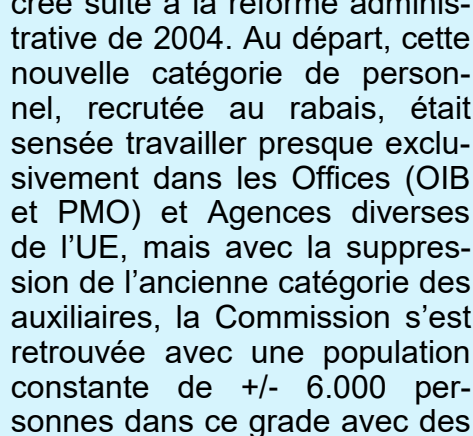 créé suite à la réforme adminis-
trative de 2004. Au départ, cette
nouvelle catégorie de person-
nel, recrutée au rabais, était
sensée travailler presque exclu-
sivement dans les Offices (OIB
et PMO) et Agences diverses
de l’UE, mais avec la suppres-
sion de l’ancienne catégorie des
auxiliaires, la Commission s’est
retrouvée avec une population
constante de +/- 6.000 per-
sonnes dans ce grade avec des